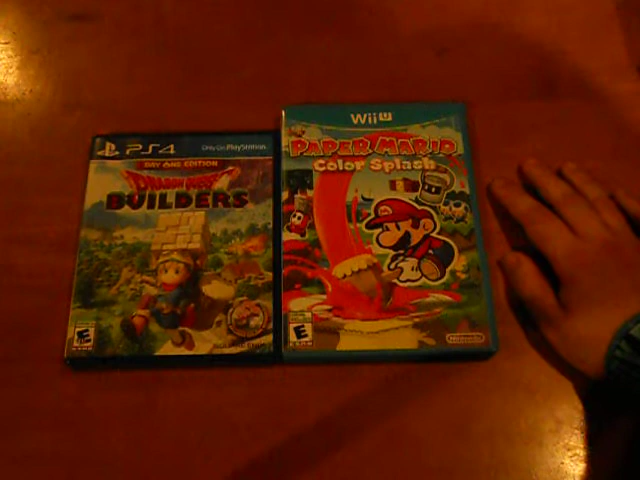 PS4
Only On PlayStation
DAY ONE EDITION
DRAGON QUEST
BUILDERS
E
Wii U
PAPER MARIO
Color Splash
E
Nintendo